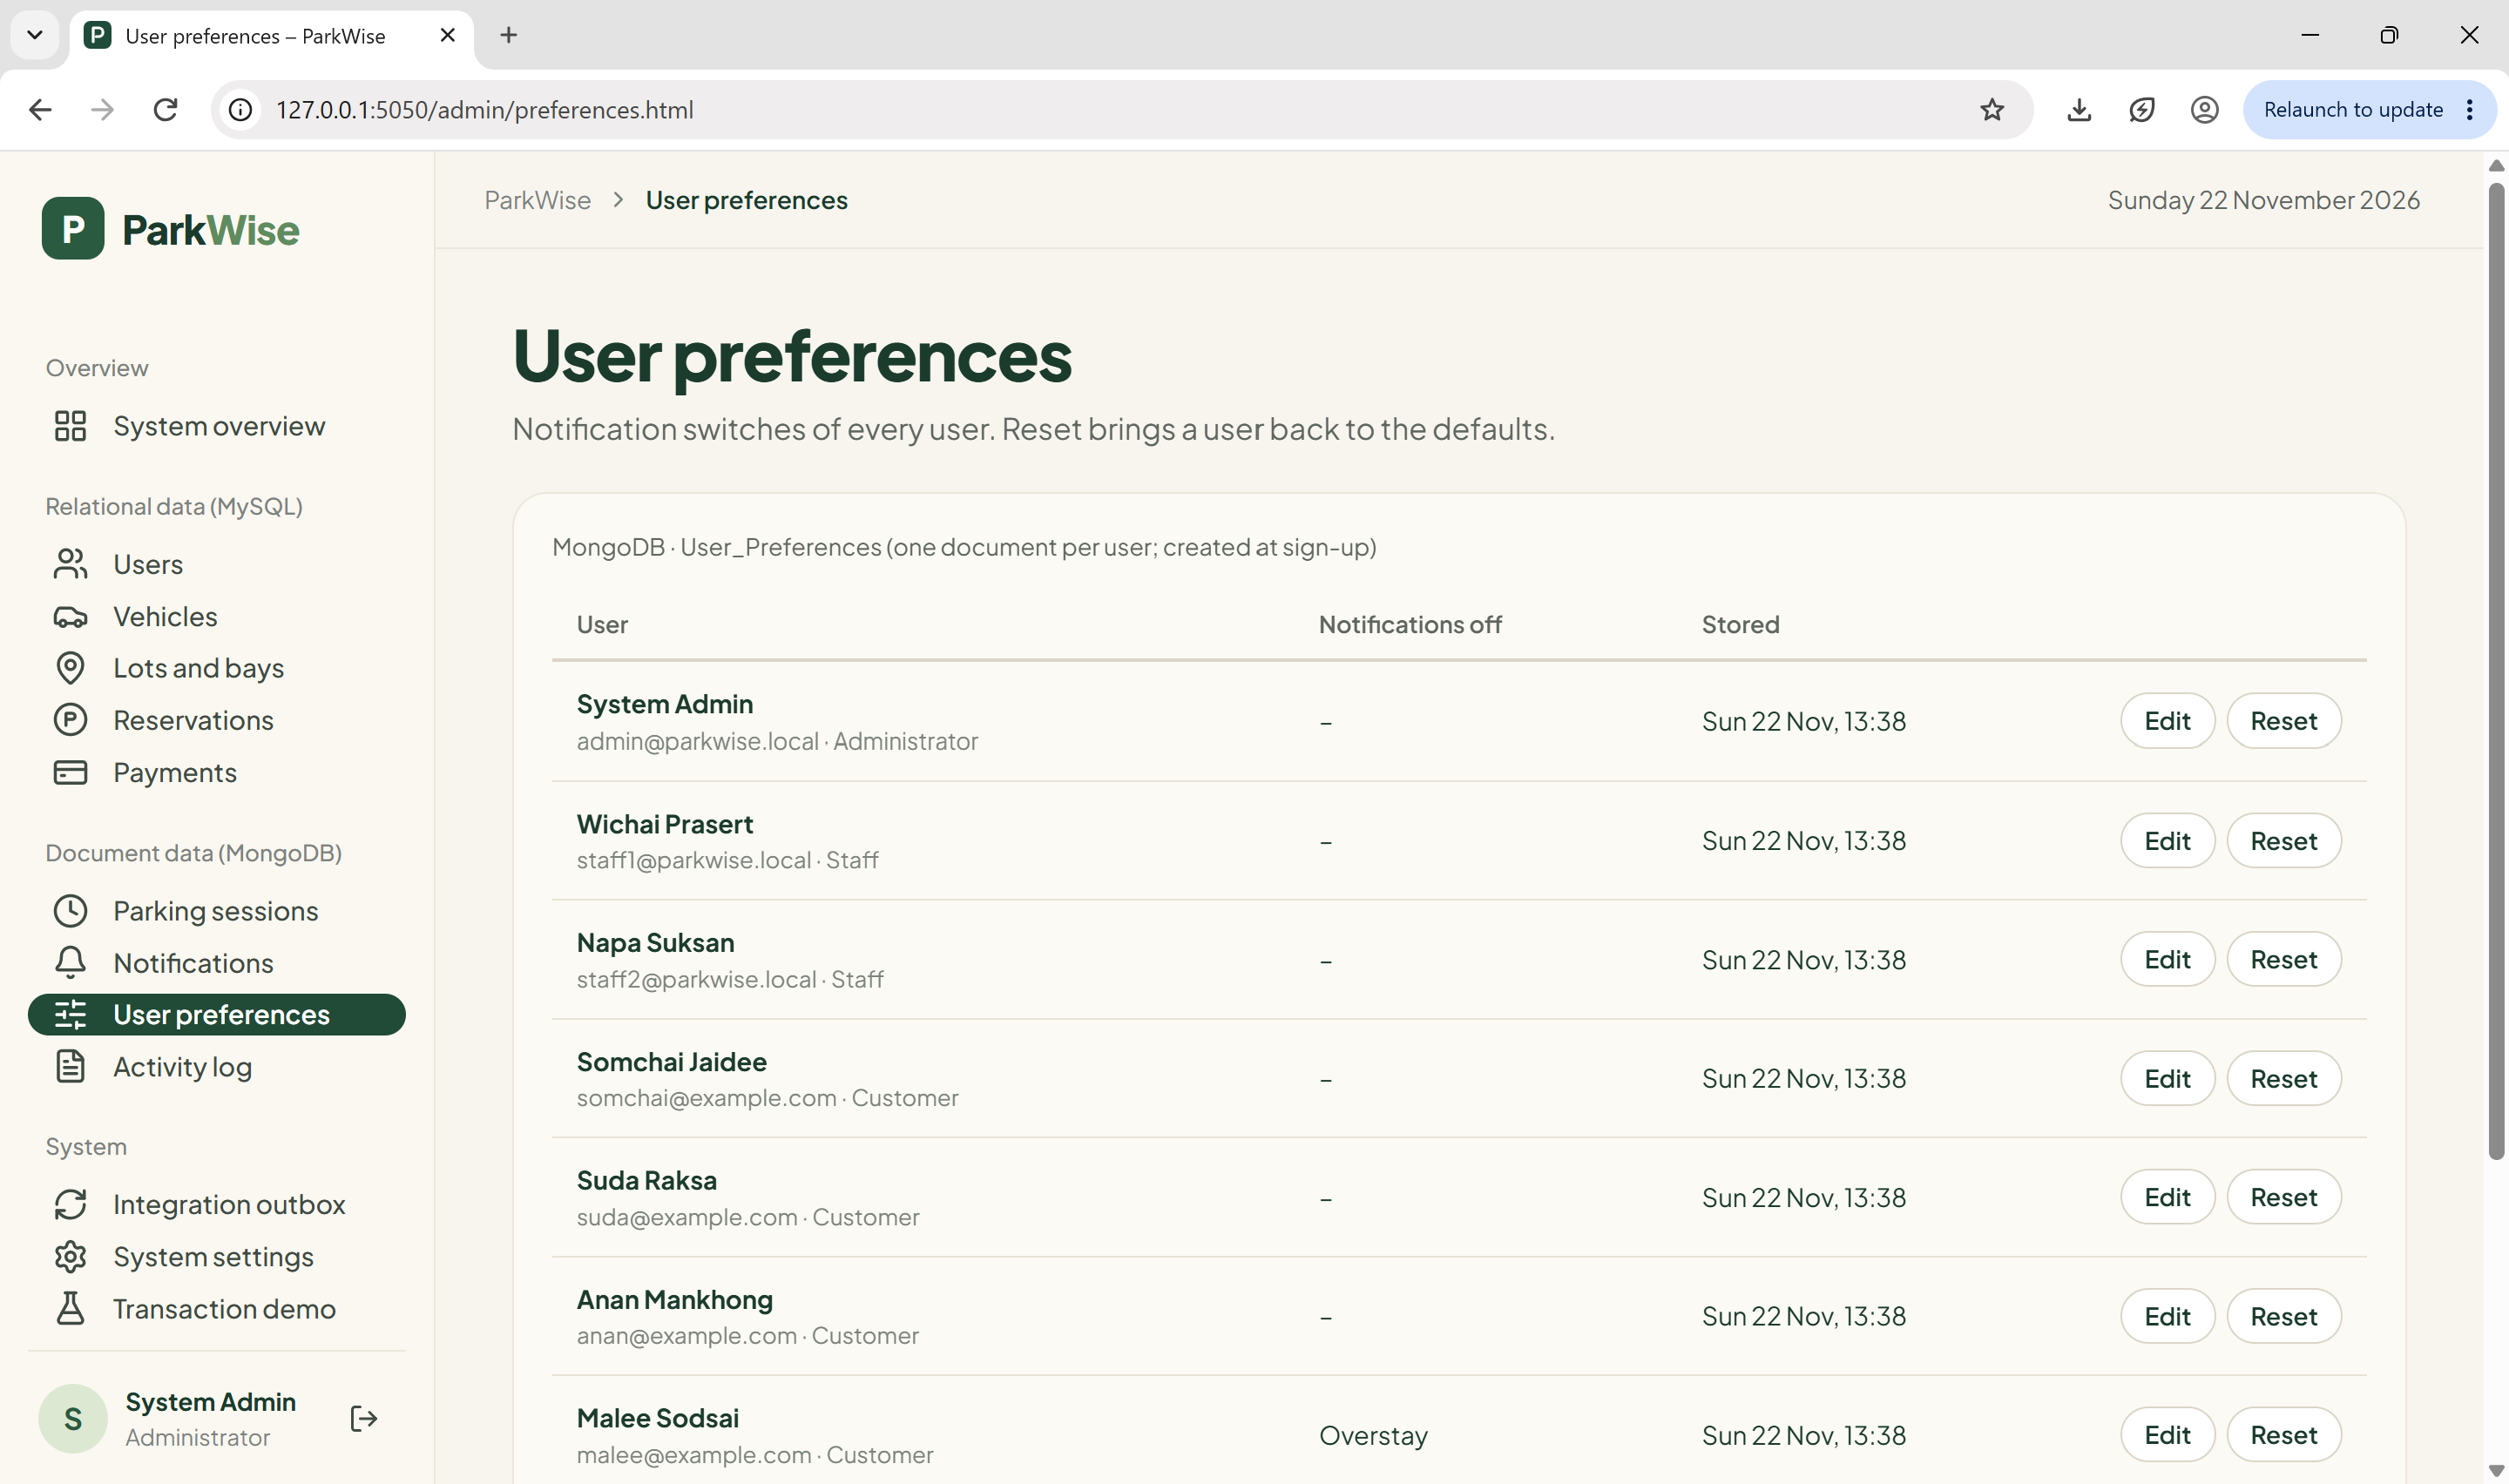 P User preferences – ParkWise
127.0.0.1:5050/admin/preferences.html
Relaunch to update
P ParkWise
Overview
System overview
Relational data (MySQL)
Users
Vehicles
Lots and bays
P Reservations
Payments
Document data (MongoDB)
Parking sessions
Notifications
User preferences
Activity log
System
Integration outbox
System settings
Transaction demo
S System Admin
Administrator
ParkWise > User preferences
Sunday 22 November 2026
User preferences
Notification switches of every user. Reset brings a user back to the defaults.
MongoDB · User_Preferences (one document per user; created at sign-up)
User Notifications off Stored
System Admin
admin@parkwise.local · Administrator
– Sun 22 Nov, 13:38 Edit Reset
Wichai Prasert
staff1@parkwise.local · Staff
– Sun 22 Nov, 13:38 Edit Reset
Napa Suksan
staff2@parkwise.local · Staff
– Sun 22 Nov, 13:38 Edit Reset
Somchai Jaidee
somchai@example.com · Customer
– Sun 22 Nov, 13:38 Edit Reset
Suda Raksa
suda@example.com · Customer
– Sun 22 Nov, 13:38 Edit Reset
Anan Mankhong
anan@example.com · Customer
– Sun 22 Nov, 13:38 Edit Reset
Malee Sodsai
malee@example.com · Customer
Overstay Sun 22 Nov, 13:38 Edit Reset